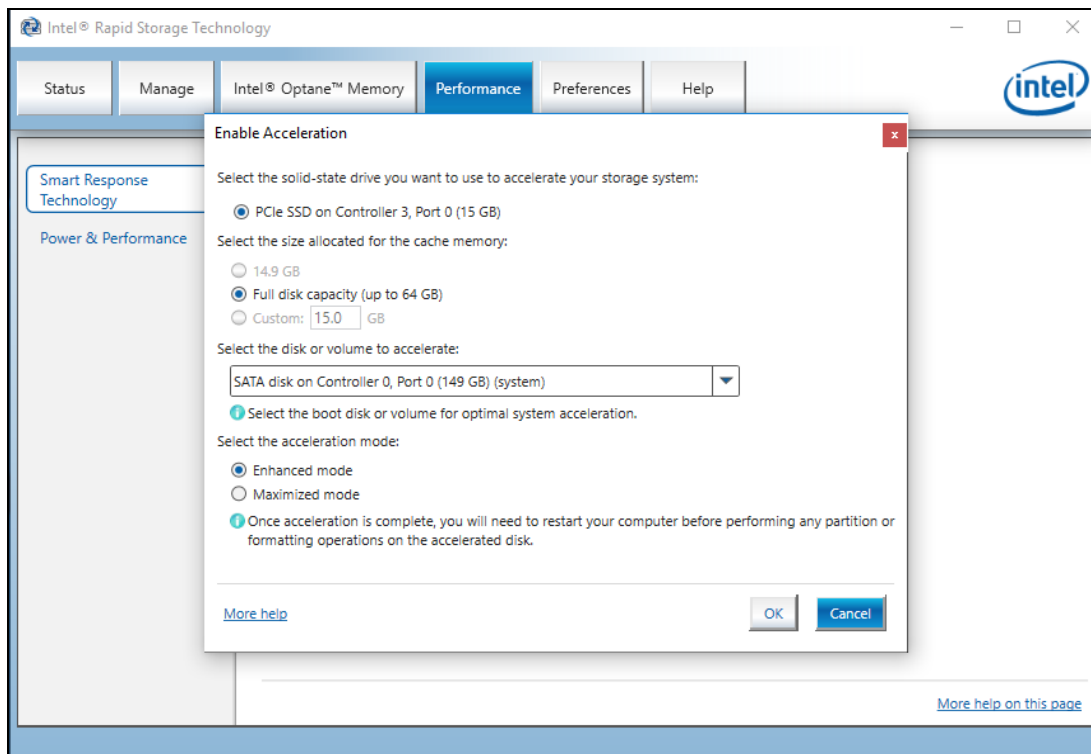 Intel® Rapid Storage Technology
Status
Manage
Intel® Optane™ Memory
Performance
Preferences
Help
intel
Smart Response
Technology
Power & Performance
Enable Acceleration
x
Select the solid-state drive you want to use to accelerate your storage system:
PCIe SSD on Controller 3, Port 0 (15 GB)
Select the size allocated for the cache memory:
14.9 GB
Full disk capacity (up to 64 GB)
Custom: 15.0 GB
Select the disk or volume to accelerate:
SATA disk on Controller 0, Port 0 (149 GB) (system)
Select the boot disk or volume for optimal system acceleration.
Select the acceleration mode:
Enhanced mode
Maximized mode
Once acceleration is complete, you will need to restart your computer before performing any partition or
formatting operations on the accelerated disk.
More help
OK
Cancel
More help on this page